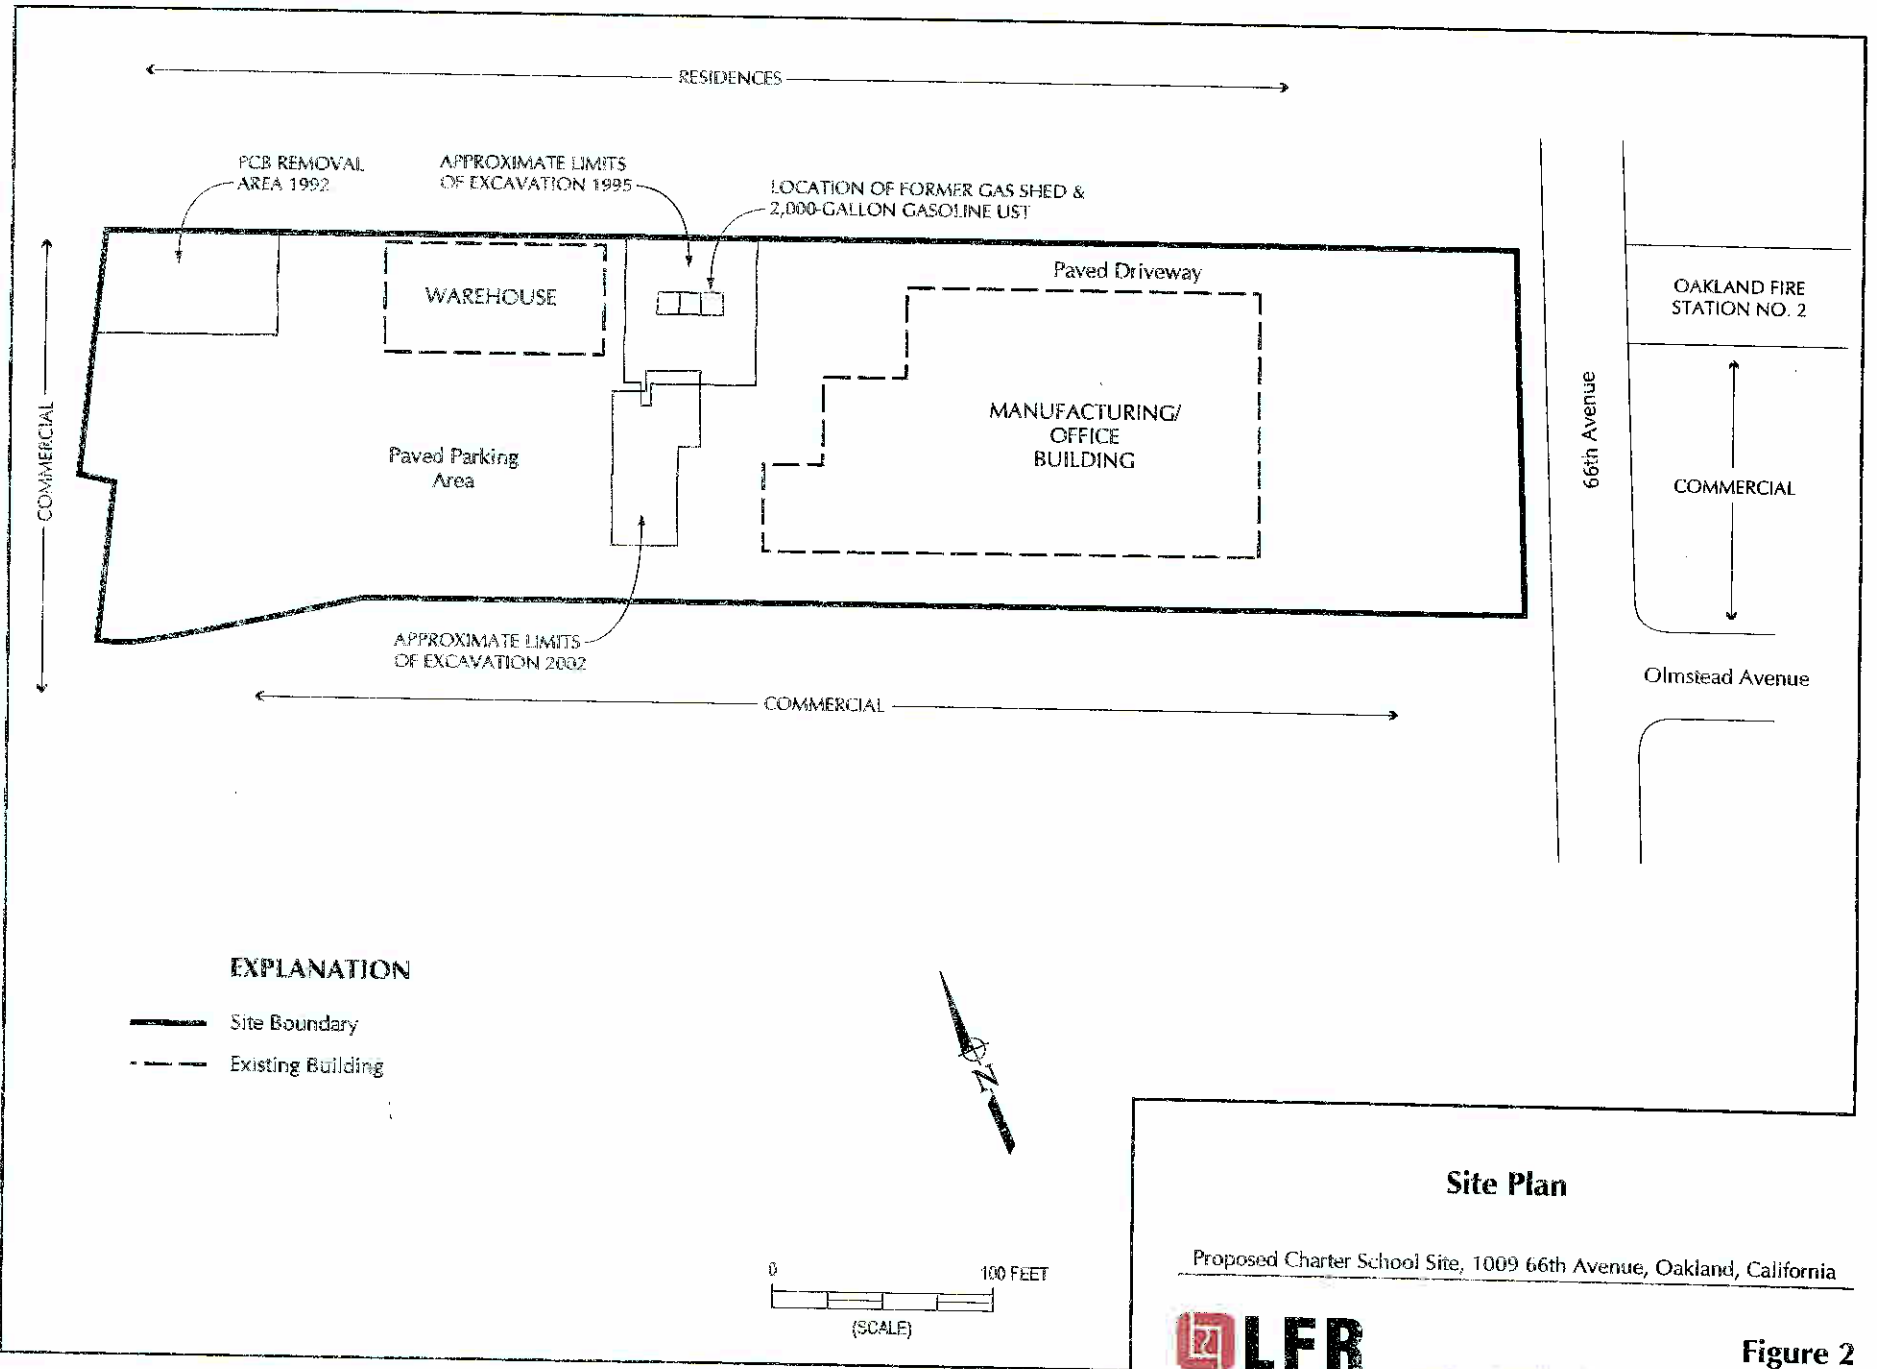 RESIDENCES
PCB REMOVAL
AREA 1992
APPROXIMATE LIMITS
OF EXCAVATION 1995
LOCATION OF FORMER GAS SHED &
2,000-GALLON GASOLINE UST
Paved Driveway
WAREHOUSE
OAKLAND FIRE
STATION NO. 2
MANUFACTURING/
OFFICE
BUILDING
66th Avenue
COMMERCIAL
Paved Parking
Area
COMMERCIAL
APPROXIMATE LIMITS
OF EXCAVATION 2002
COMMERCIAL
Olmstead Avenue
EXPLANATION
Site Boundary
Existing Building
N
0 100 FEET
(SCALE)
Site Plan
Proposed Charter School Site, 1009 66th Avenue, Oakland, California
LFR
Figure 2